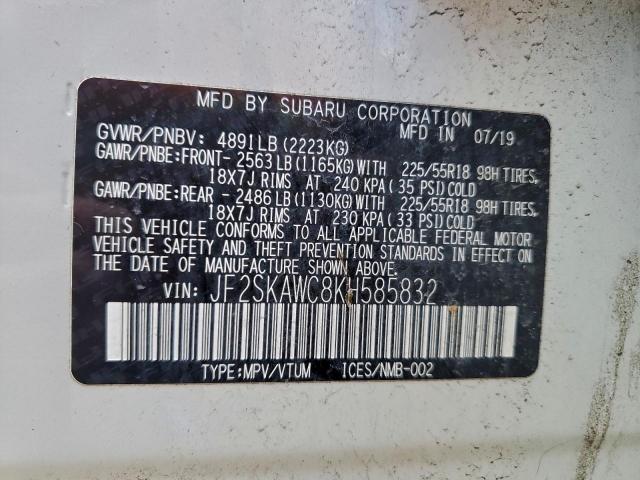 MFD BY SUBARU CORPORATION
GVWR/PNBV: 4891LB(2223KG) MFD IN 07/19
GAWR/PNBE:FRONT- 2563LB(1165KG)WITH 225/55R18 98H TIRES,
18X7J RIMS AT 240 KPA(35 PSI)COLD
GAWR/PNBE:REAR - 2486LB(1130KG)WITH 225/55R18 98H TIRES,
18X7J RIMS AT 230 KPA(33 PSI)COLD
THIS VEHICLE CONFORMS TO ALL APPLICABLE FEDERAL MOTOR
VEHICLE SAFETY AND THEFT PREVENTION STANDARDS IN EFFECT ON
THE DATE OF MANUFACTURE SHOWN ABOVE.
VIN: JF2SKAWC8KH585832
TYPE:MPV/VTUM ICES/NMB-002